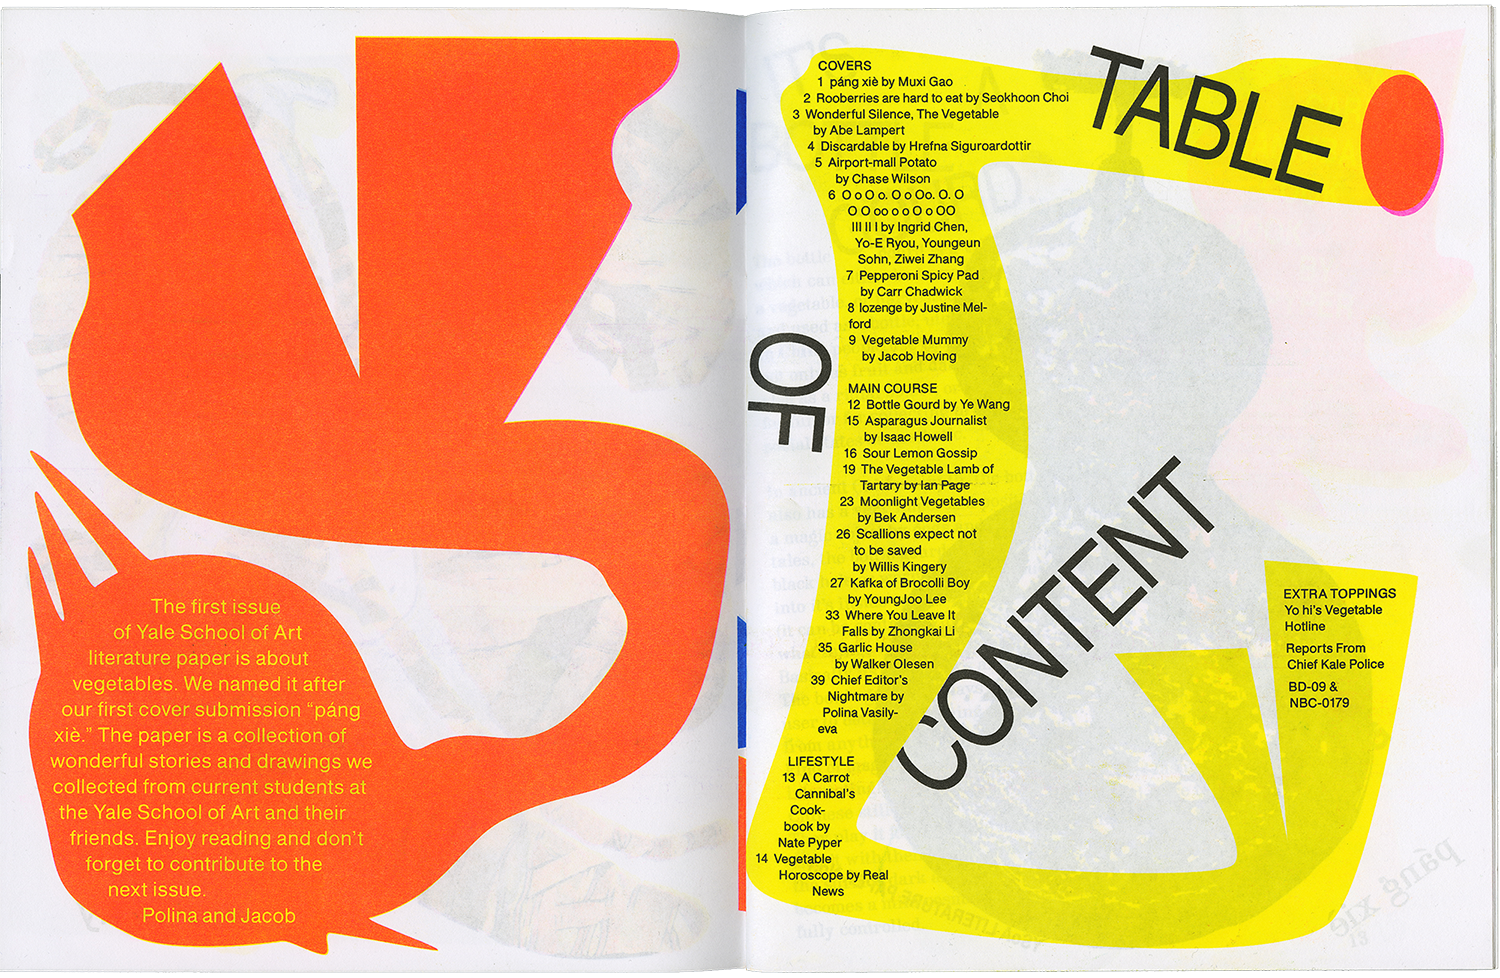 The first issue
of Yale School of Art
literature paper is about
vegetables. We named it after
our first cover submission “páng
xiè.” The paper is a collection of
wonderful stories and drawings we
collected from current students at
the Yale School of Art and their
friends. Enjoy reading and don’t
forget to contribute to the
next issue.
Polina and Jacob
TABLE
OF
CONTENT
COVERS
1 páng xiè by Muxi Gao
2 Rooberries are hard to eat by Seokhoon Choi
3 Wonderful Silence, The Vegetable
by Abe Lampert
4 Discardable by Hrefna Siguroardottir
5 Airport-mall Potato
by Chase Wilson
6 O o O o. O o Oo. O. O
O O oo o o O o OO
III II I by Ingrid Chen,
Yo-E Ryou, Youngeun
Sohn, Ziwei Zhang
7 Pepperoni Spicy Pad
by Carr Chadwick
8 lozenge by Justine Mel-
ford
9 Vegetable Mummy
by Jacob Hoving
MAIN COURSE
12 Bottle Gourd by Ye Wang
15 Asparagus Journalist
by Isaac Howell
16 Sour Lemon Gossip
19 The Vegetable Lamb of
Tartary by Ian Page
23 Moonlight Vegetables
by Bek Andersen
26 Scallions expect not
to be saved
by Willis Kingery
27 Kafka of Brocolli Boy
by YoungJoo Lee
33 Where You Leave It
Falls by Zhongkai Li
35 Garlic House
by Walker Olesen
39 Chief Editor’s
Nightmare by
Polina Vasily-
eva
LIFESTYLE
13 A Carrot
Cannibal’s
Cook-
book by
Nate Pyper
14 Vegetable
Horoscope by Real
News
EXTRA TOPPINGS
Yo hi’s Vegetable
Hotline
Reports From
Chief Kale Police
BD-09 &
NBC-0179
páng xiè
13